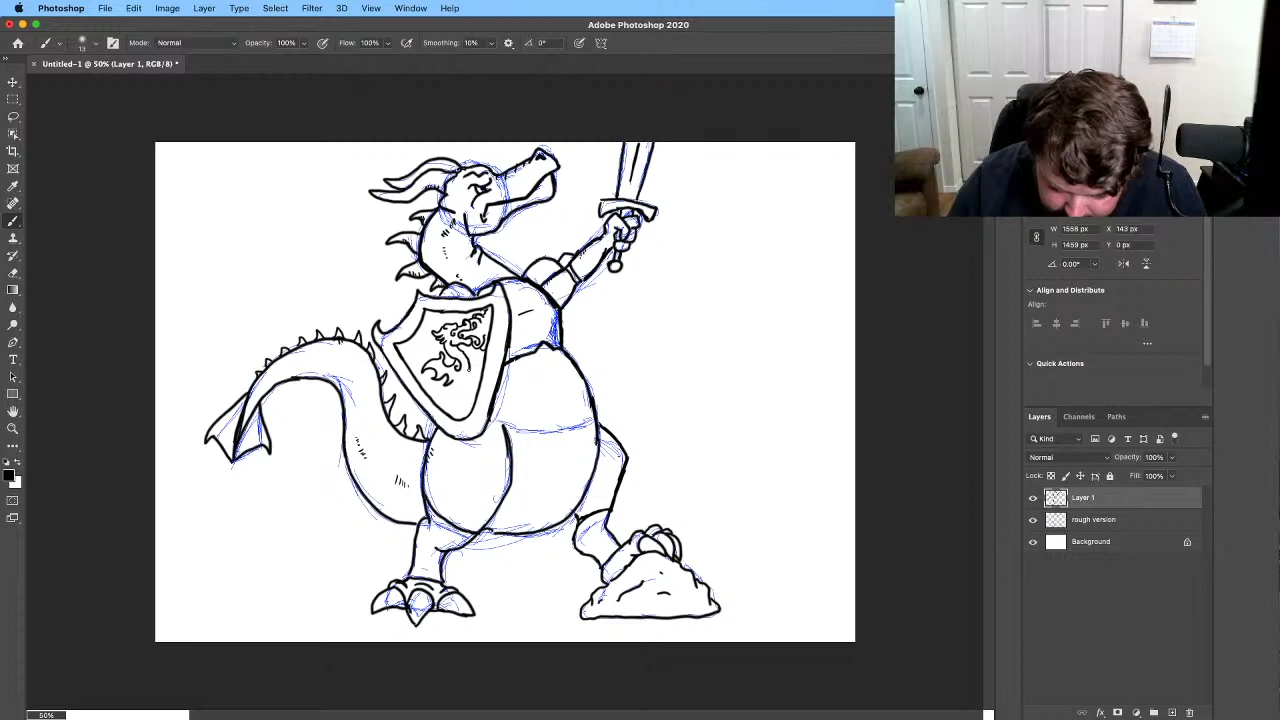 Photoshop File Edit Image Layer Type Select Filter 3D View Window Help
Adobe Photoshop 2020
13 Mode: Normal Opacity: 100% Flow: 100% Smoothing: 10% 0°
Untitled-1 @ 50% (Layer 1, RGB/8) *
W 1558 px X 143 px
H 1459 px Y 0 px
0.00°
Align and Distribute
Align:
Quick Actions
Layers Channels Paths
Kind
Normal Opacity: 100%
Lock: Fill: 100%
Layer 1
rough version
Background
50%